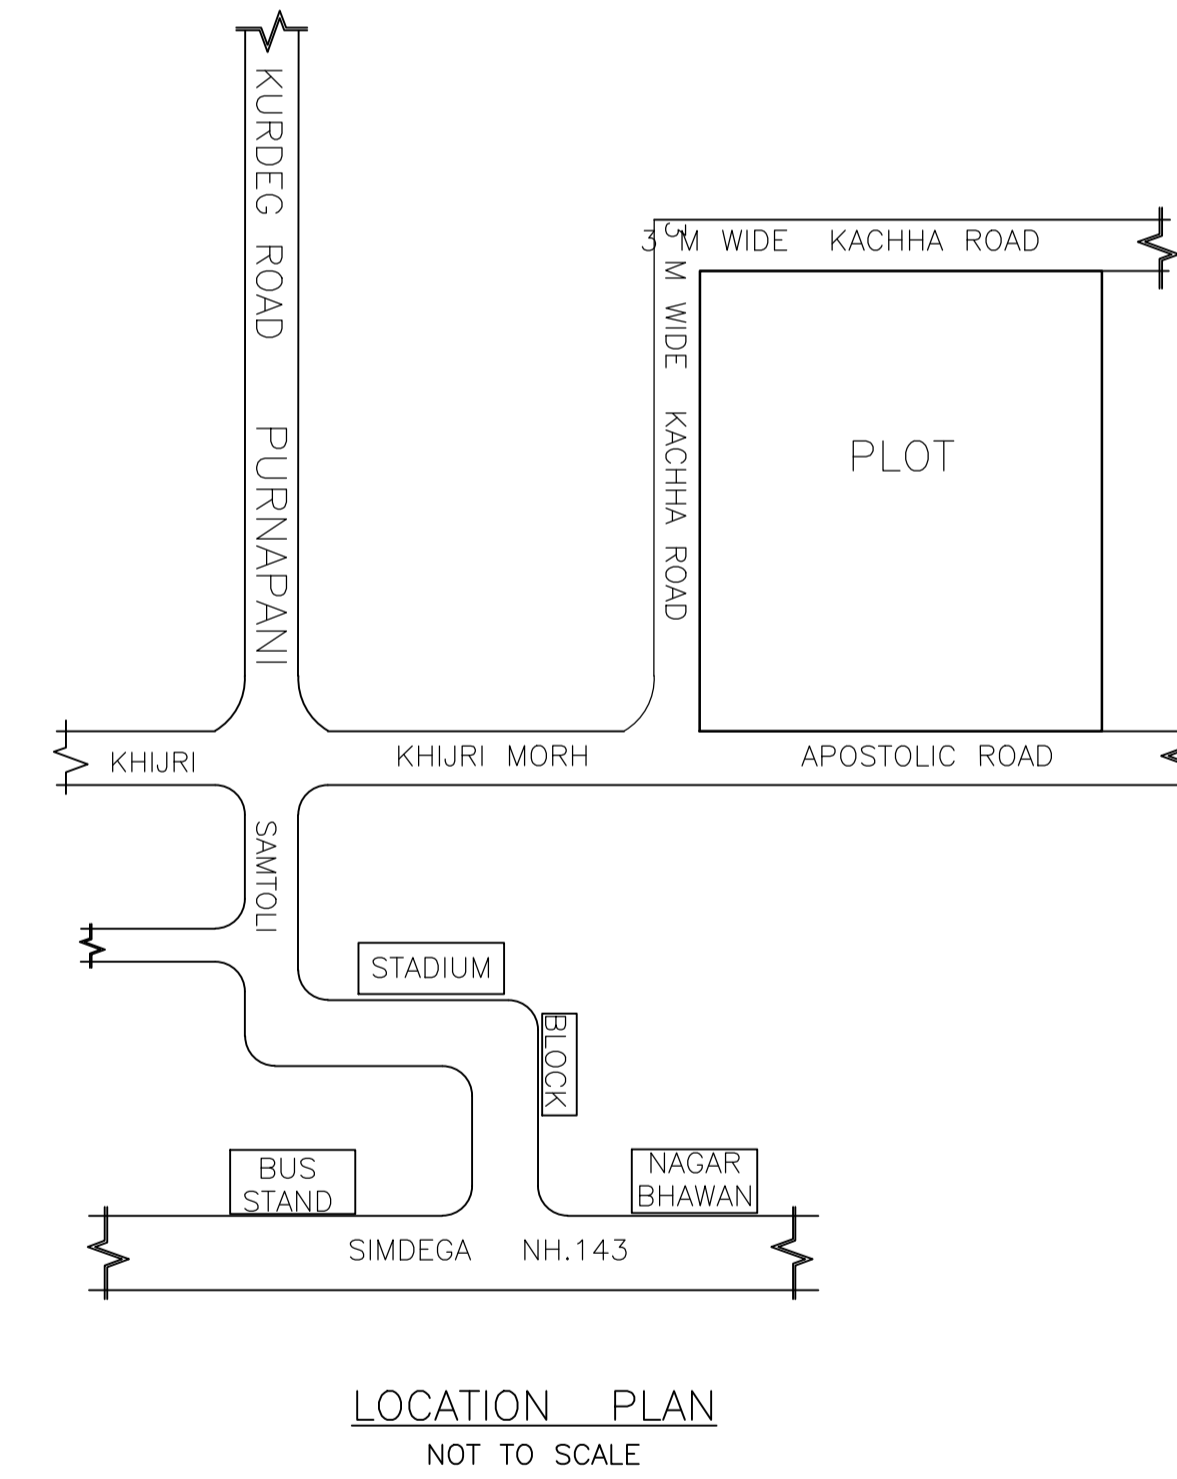 KURDEG ROAD PURNAPANI
3 M WIDE KACHHA ROAD
3 M WIDE KACHHA ROAD
PLOT
KHIJRI
KHIJRI MORH
APOSTOLIC ROAD
SAMTOLI
STADIUM
BLOCK
BUS
STAND
NAGAR
BHAWAN
SIMDEGA NH.143
LOCATION PLAN
NOT TO SCALE